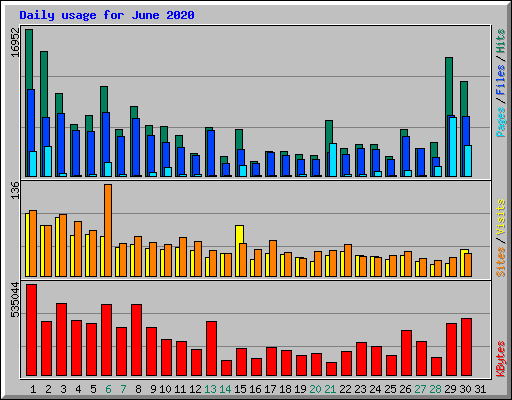 Daily usage for June 2020
16952
Pages / Files / Hits
136
Sites / Visits
535044
KBytes
1 2 3 4 5 6 7 8 9 10 11 12 13 14 15 16 17 18 19 20 21 22 23 24 25 26 27 28 29 30 31